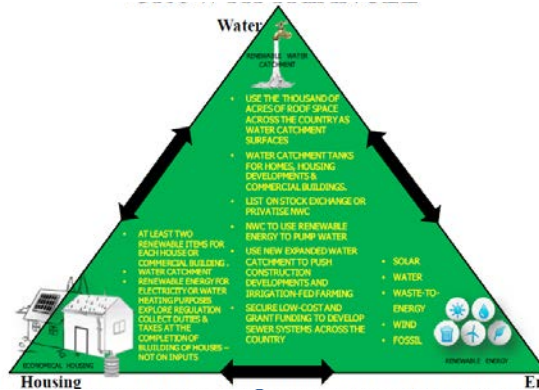 Water
RENEWABLE WATER
CATCHMENT
• USE THE THOUSAND OF
ACRES OF ROOF SPACE
ACROSS THE COUNTRY AS
WATER CATCHMENT
SURFACES
• WATER CATCHMENT TANKS
FOR HOMES, HOUSING
DEVELOPMENTS &
COMMERCIAL BUILDINGS.
• LIST ON STOCK EXCHANGE OR
PRIVATISE NWC
• NWC TO USE RENEWABLE
ENERGY TO PUMP WATER
• USE NEW EXPANDED WATER
CATCHMENT TO PUSH
CONSTRUCTION
DEVELOPMENTS AND
IRRIGATION-FED FARMING
• SECURE LOW-COST AND
GRANT FUNDING TO DEVELOP
SEWER SYSTEMS ACROSS THE
COUNTRY
• AT LEAST TWO
RENEWABLE ITEMS FOR
EACH HOUSE OR
COMMERCIAL BUILDING .
• WATER CATCHMENT
• RENEWABLE ENERGY FOR
ELECTRICITY OR WATER
HEATING PURPOSES
EXPLORE REGULATION
COLLECT DUTIES &
TAXES AT THE
COMPLETION OF
BLUILDING OF HOUSES –
NOT ON INPUTS
• SOLAR
• WATER
• WASTE-TO-
ENERGY
• WIND
• FOSSIL
ECONOMICAL HOUSING
RENEWABLE ENERGY
Housing
En